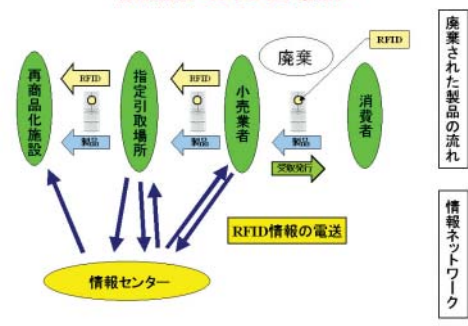 RFID
廃棄
RFID
RFID
再商品化施設
指定引取場所
小売業者
消費者
製品
製品
製品
受取発行
RFID情報の電送
情報センター
廃棄された製品の流れ
情報ネットワーク